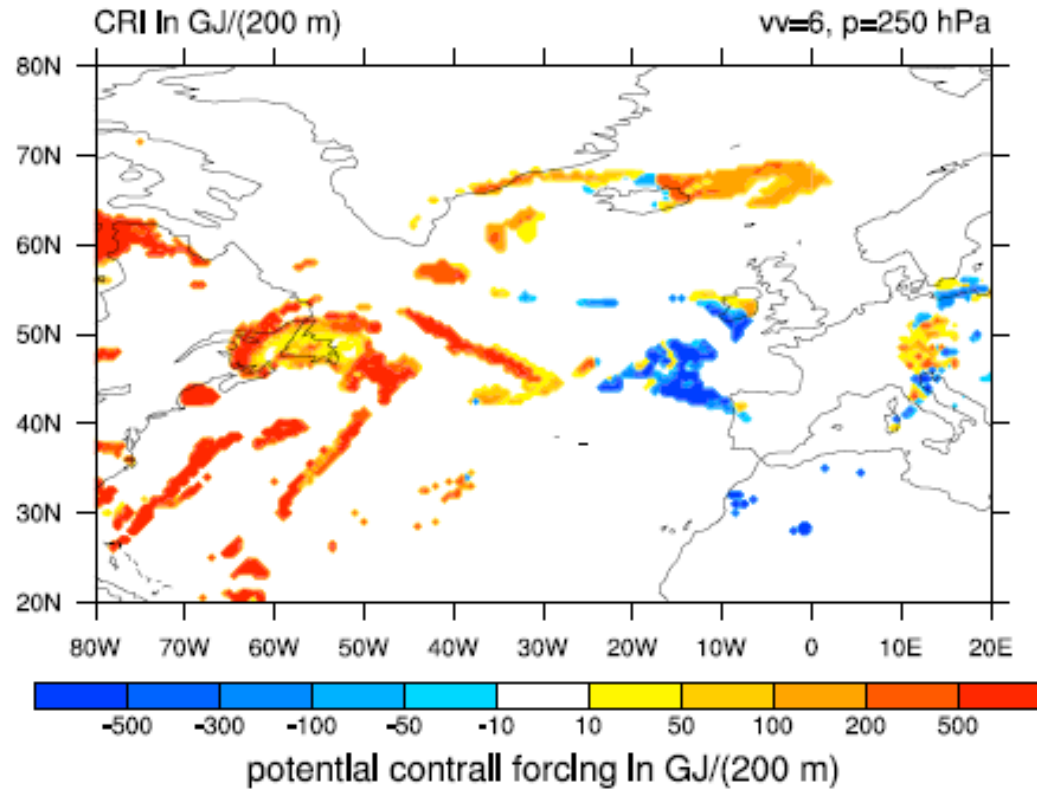 CRI In GJ/(200 m) vv=6, p=250 hPa
80N
70N
60N
50N
40N
30N
20N
80W 70W 60W 50W 40W 30W 20W 10W 0 10E 20E
-500 -300 -100 -50 -10 10 50 100 200 500
potential contrail forcing In GJ/(200 m)